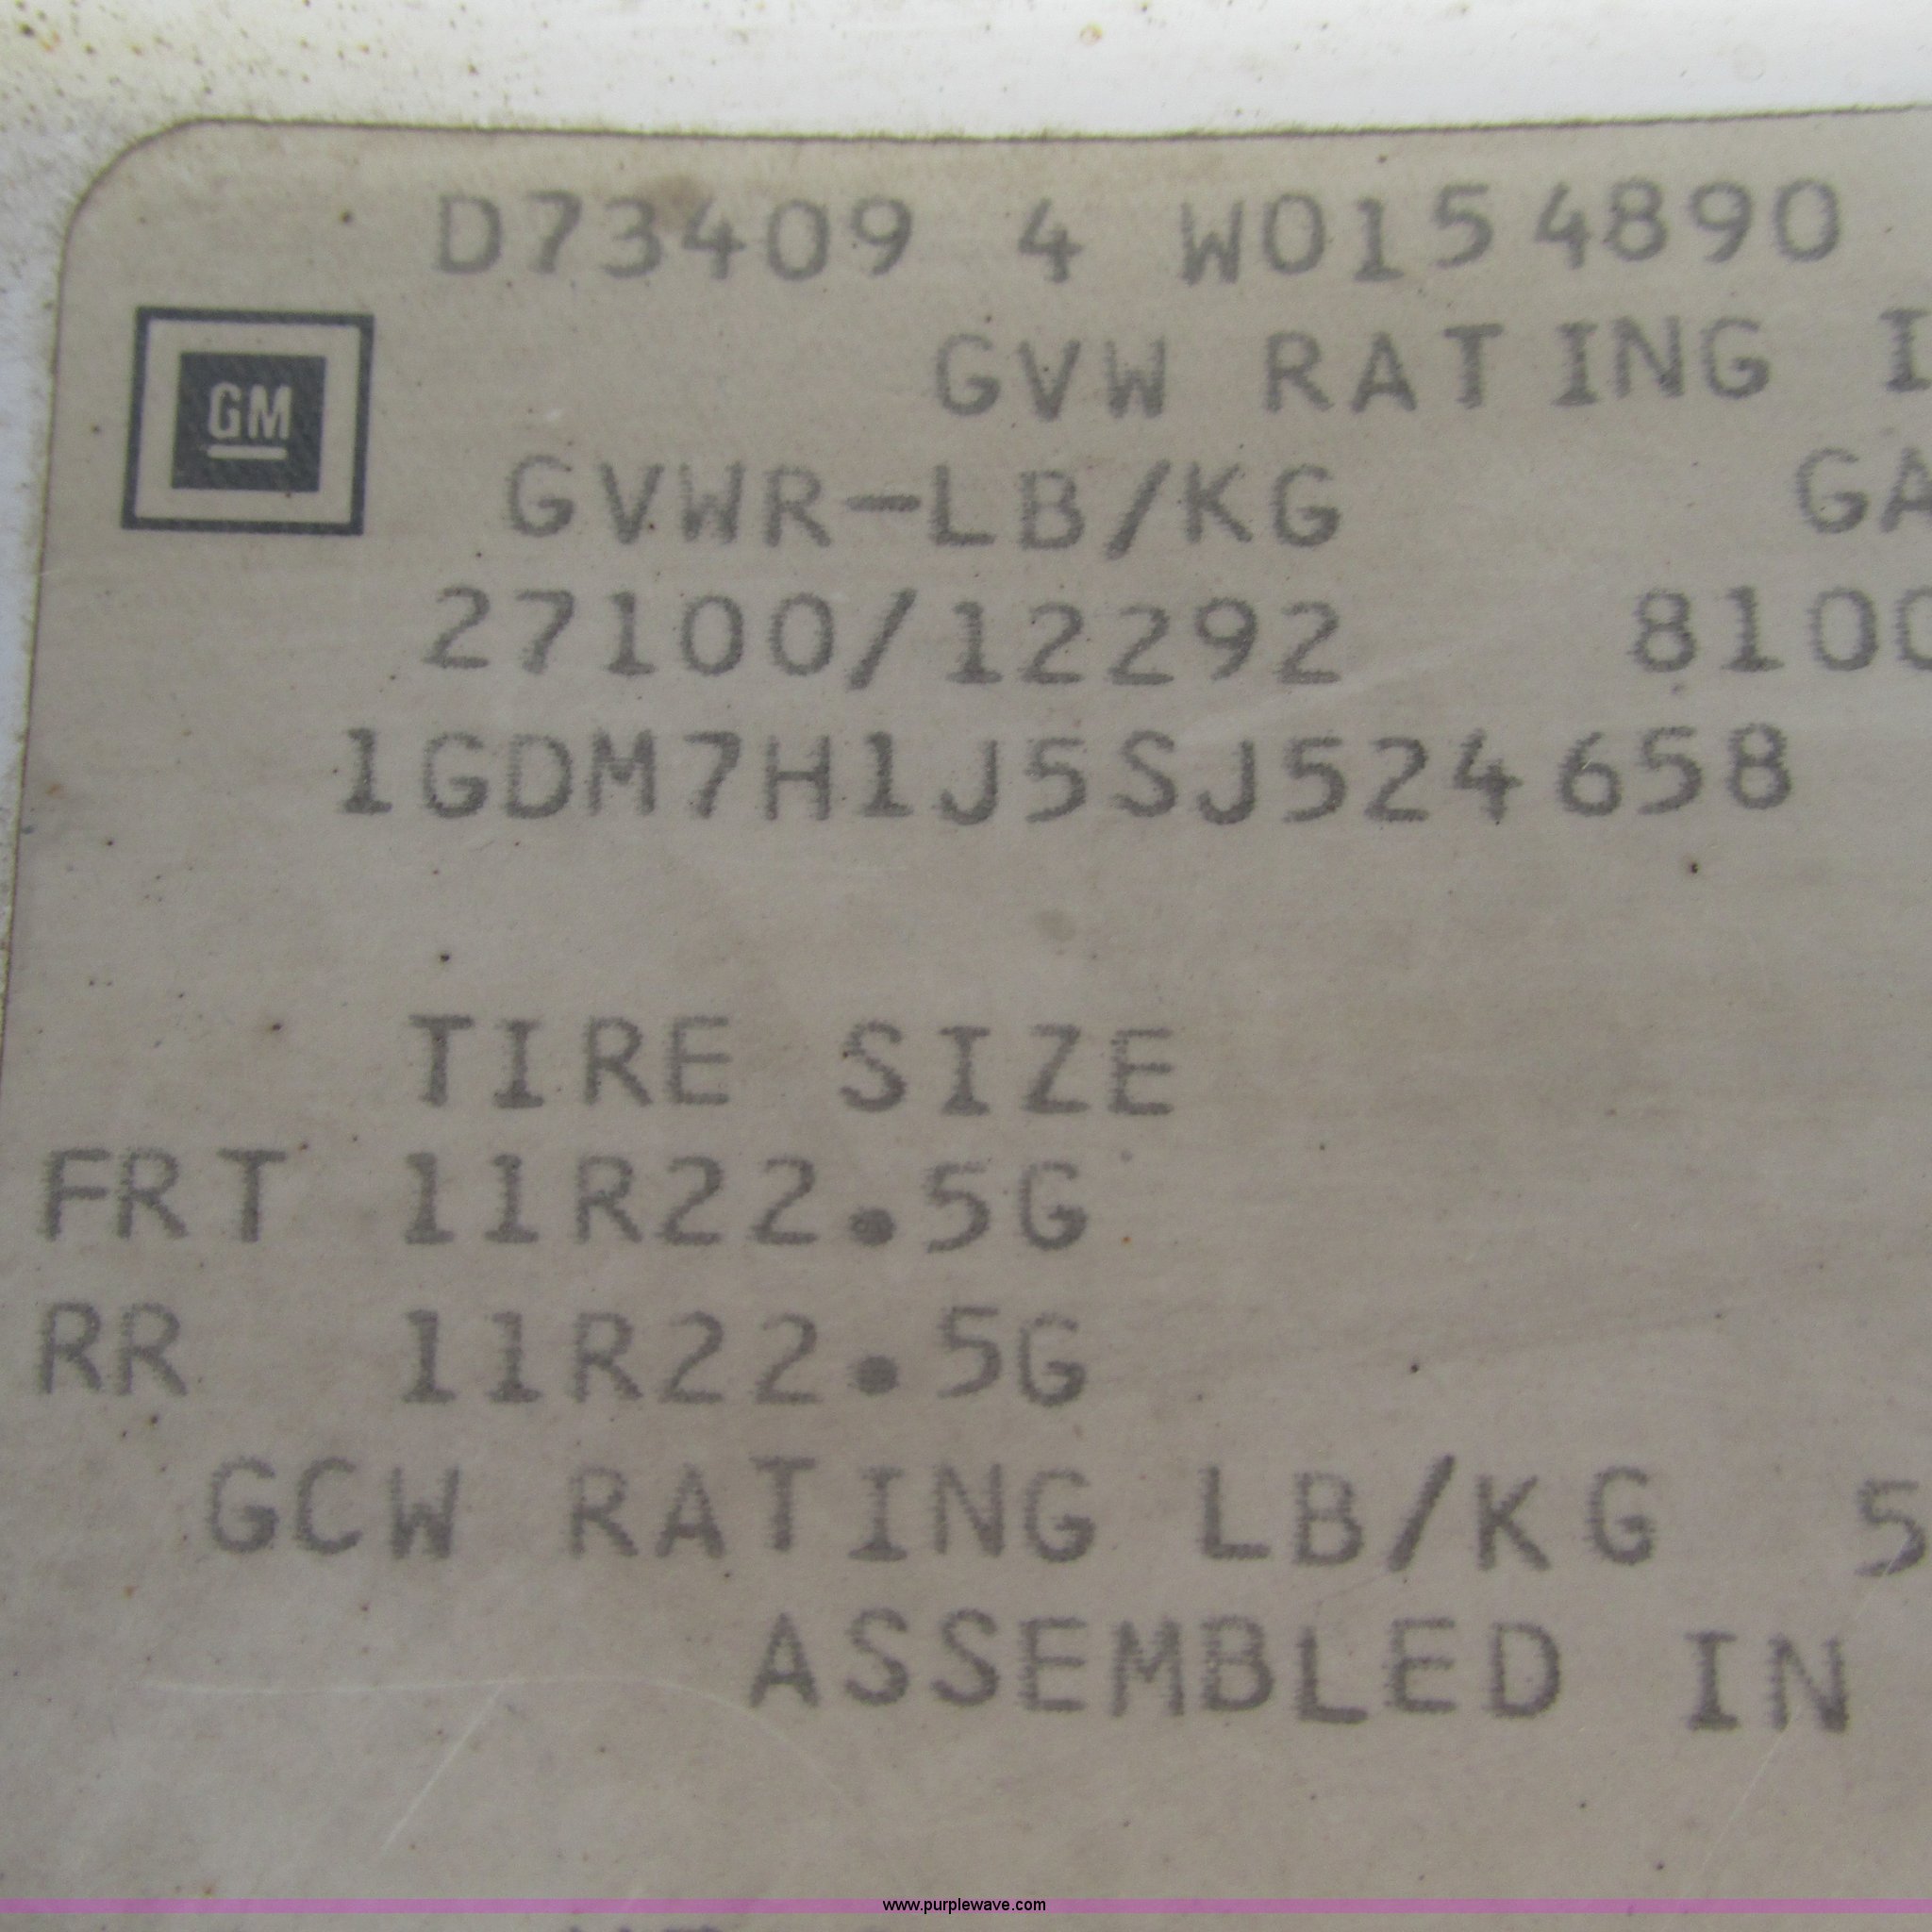 D73409 4 W0154890
GVW RATING I
GM
GVWR-LB/KG GA
27100/12292 8100
1GDM7H1J5SJ524658
TIRE SIZE
FRT 11R22.5G
RR 11R22.5G
GCW RATING LB/KG 5
ASSEMBLED IN
www.purplewave.com